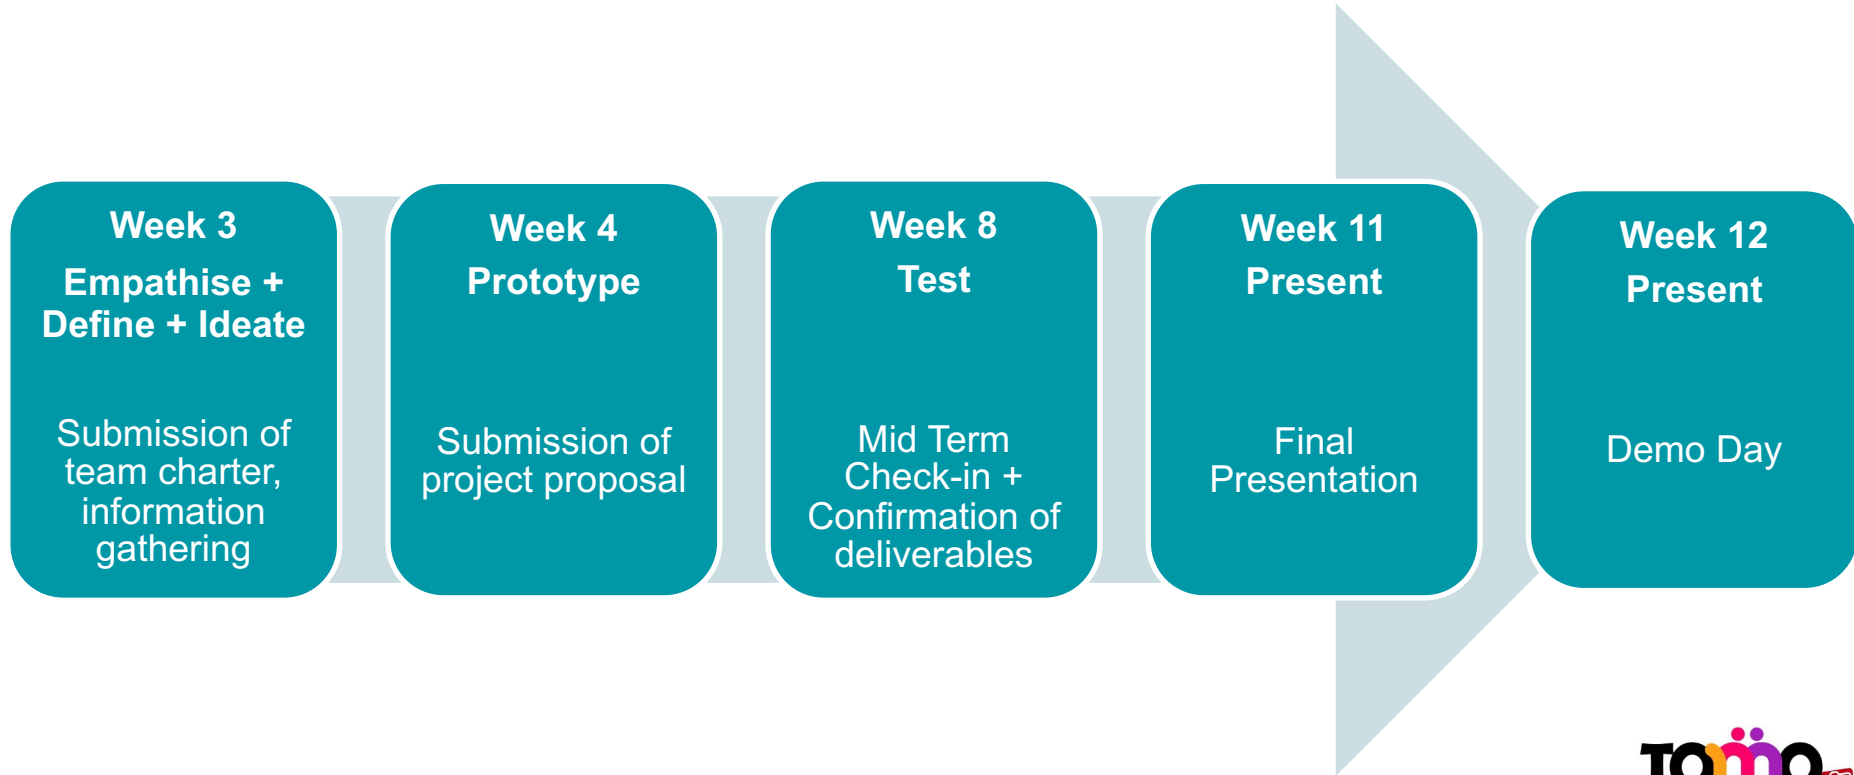 Week 3
Empathise +
Define + Ideate
Submission of
team charter,
information
gathering
Week 4
Prototype
Submission of
project proposal
Week 8
Test
Mid Term
Check-in +
Confirmation of
deliverables
Week 11
Present
Final
Presentation
Week 12
Present
Demo Day